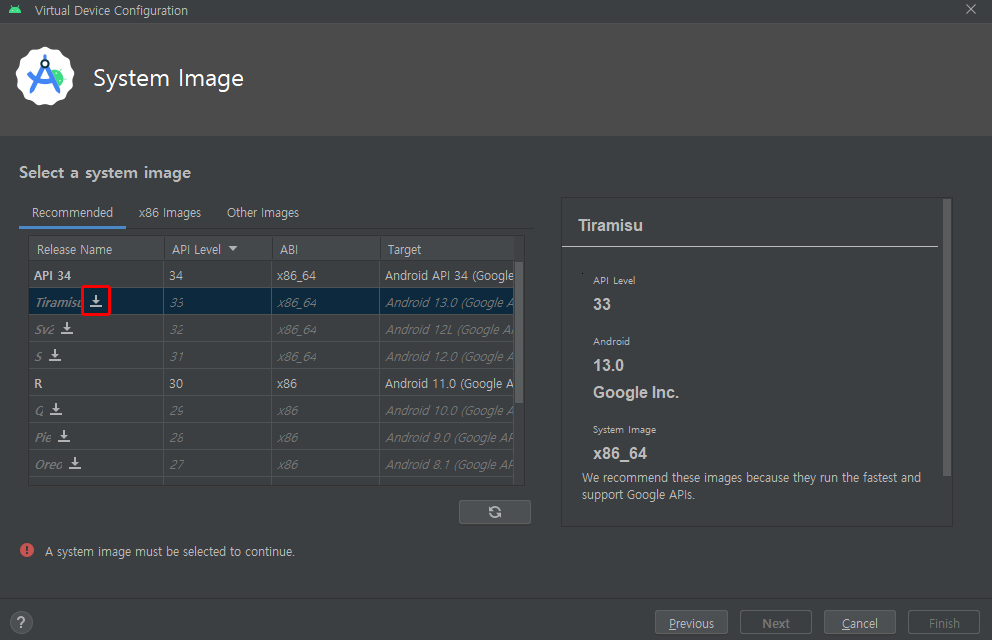 Virtual Device Configuration
System Image
Select a system image
Recommended x86 Images Other Images
Release Name API Level ABI Target
API 34 34 x86_64 Android API 34 (Google
Tiramisu 33 x86_64 Android 13.0 (Google A
Sv2 32 x86_64 Android 12L (Google A
S 31 x86_64 Android 12.0 (Google A
R 30 x86 Android 11.0 (Google A
Q 29 x86 Android 10.0 (Google A
Pie 28 x86 Android 9.0 (Google AP
Oreo 27 x86 Android 8.1 (Google AP
Tiramisu
API Level
33
Android
13.0
Google Inc.
System Image
x86_64
We recommend these images because they run the fastest and
support Google APIs.
A system image must be selected to continue.
? Previous Next Cancel Finish